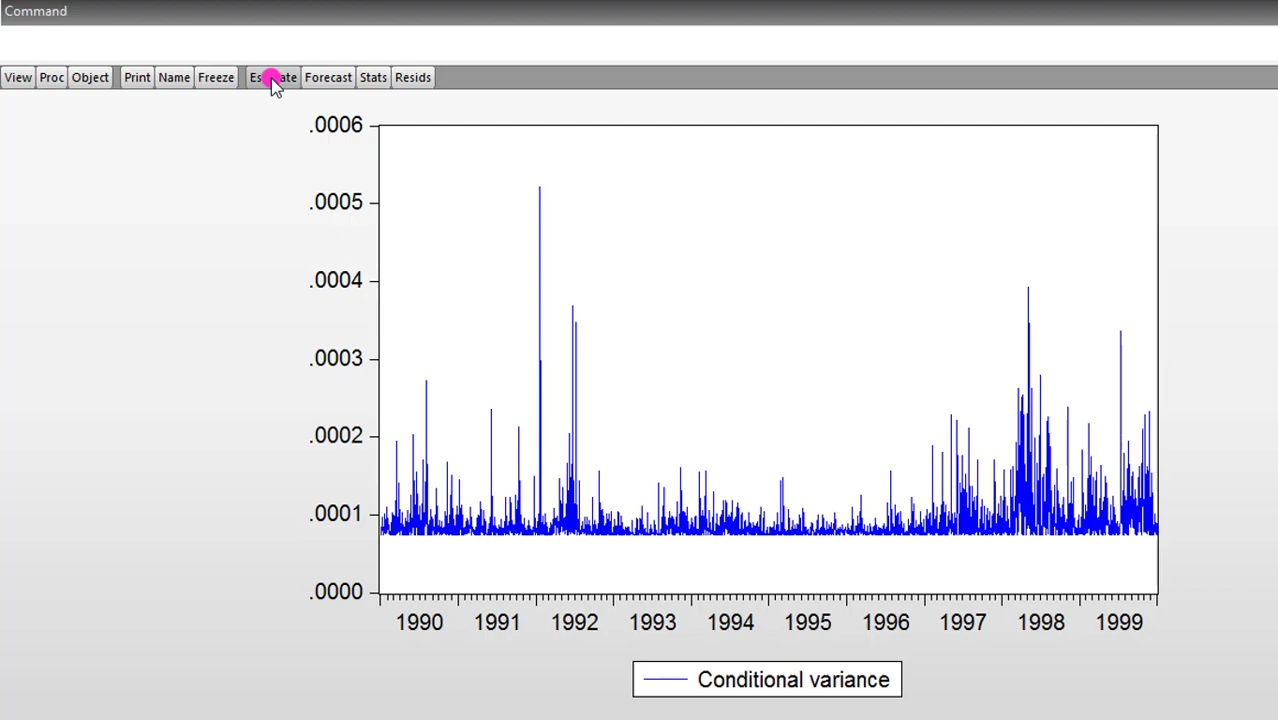 Command
View Proc Object Print Name Freeze Estimate Forecast Stats Resids
.0006
.0005
.0004
.0003
.0002
.0001
.0000
1990 1991 1992 1993 1994 1995 1996 1997 1998 1999
Conditional variance